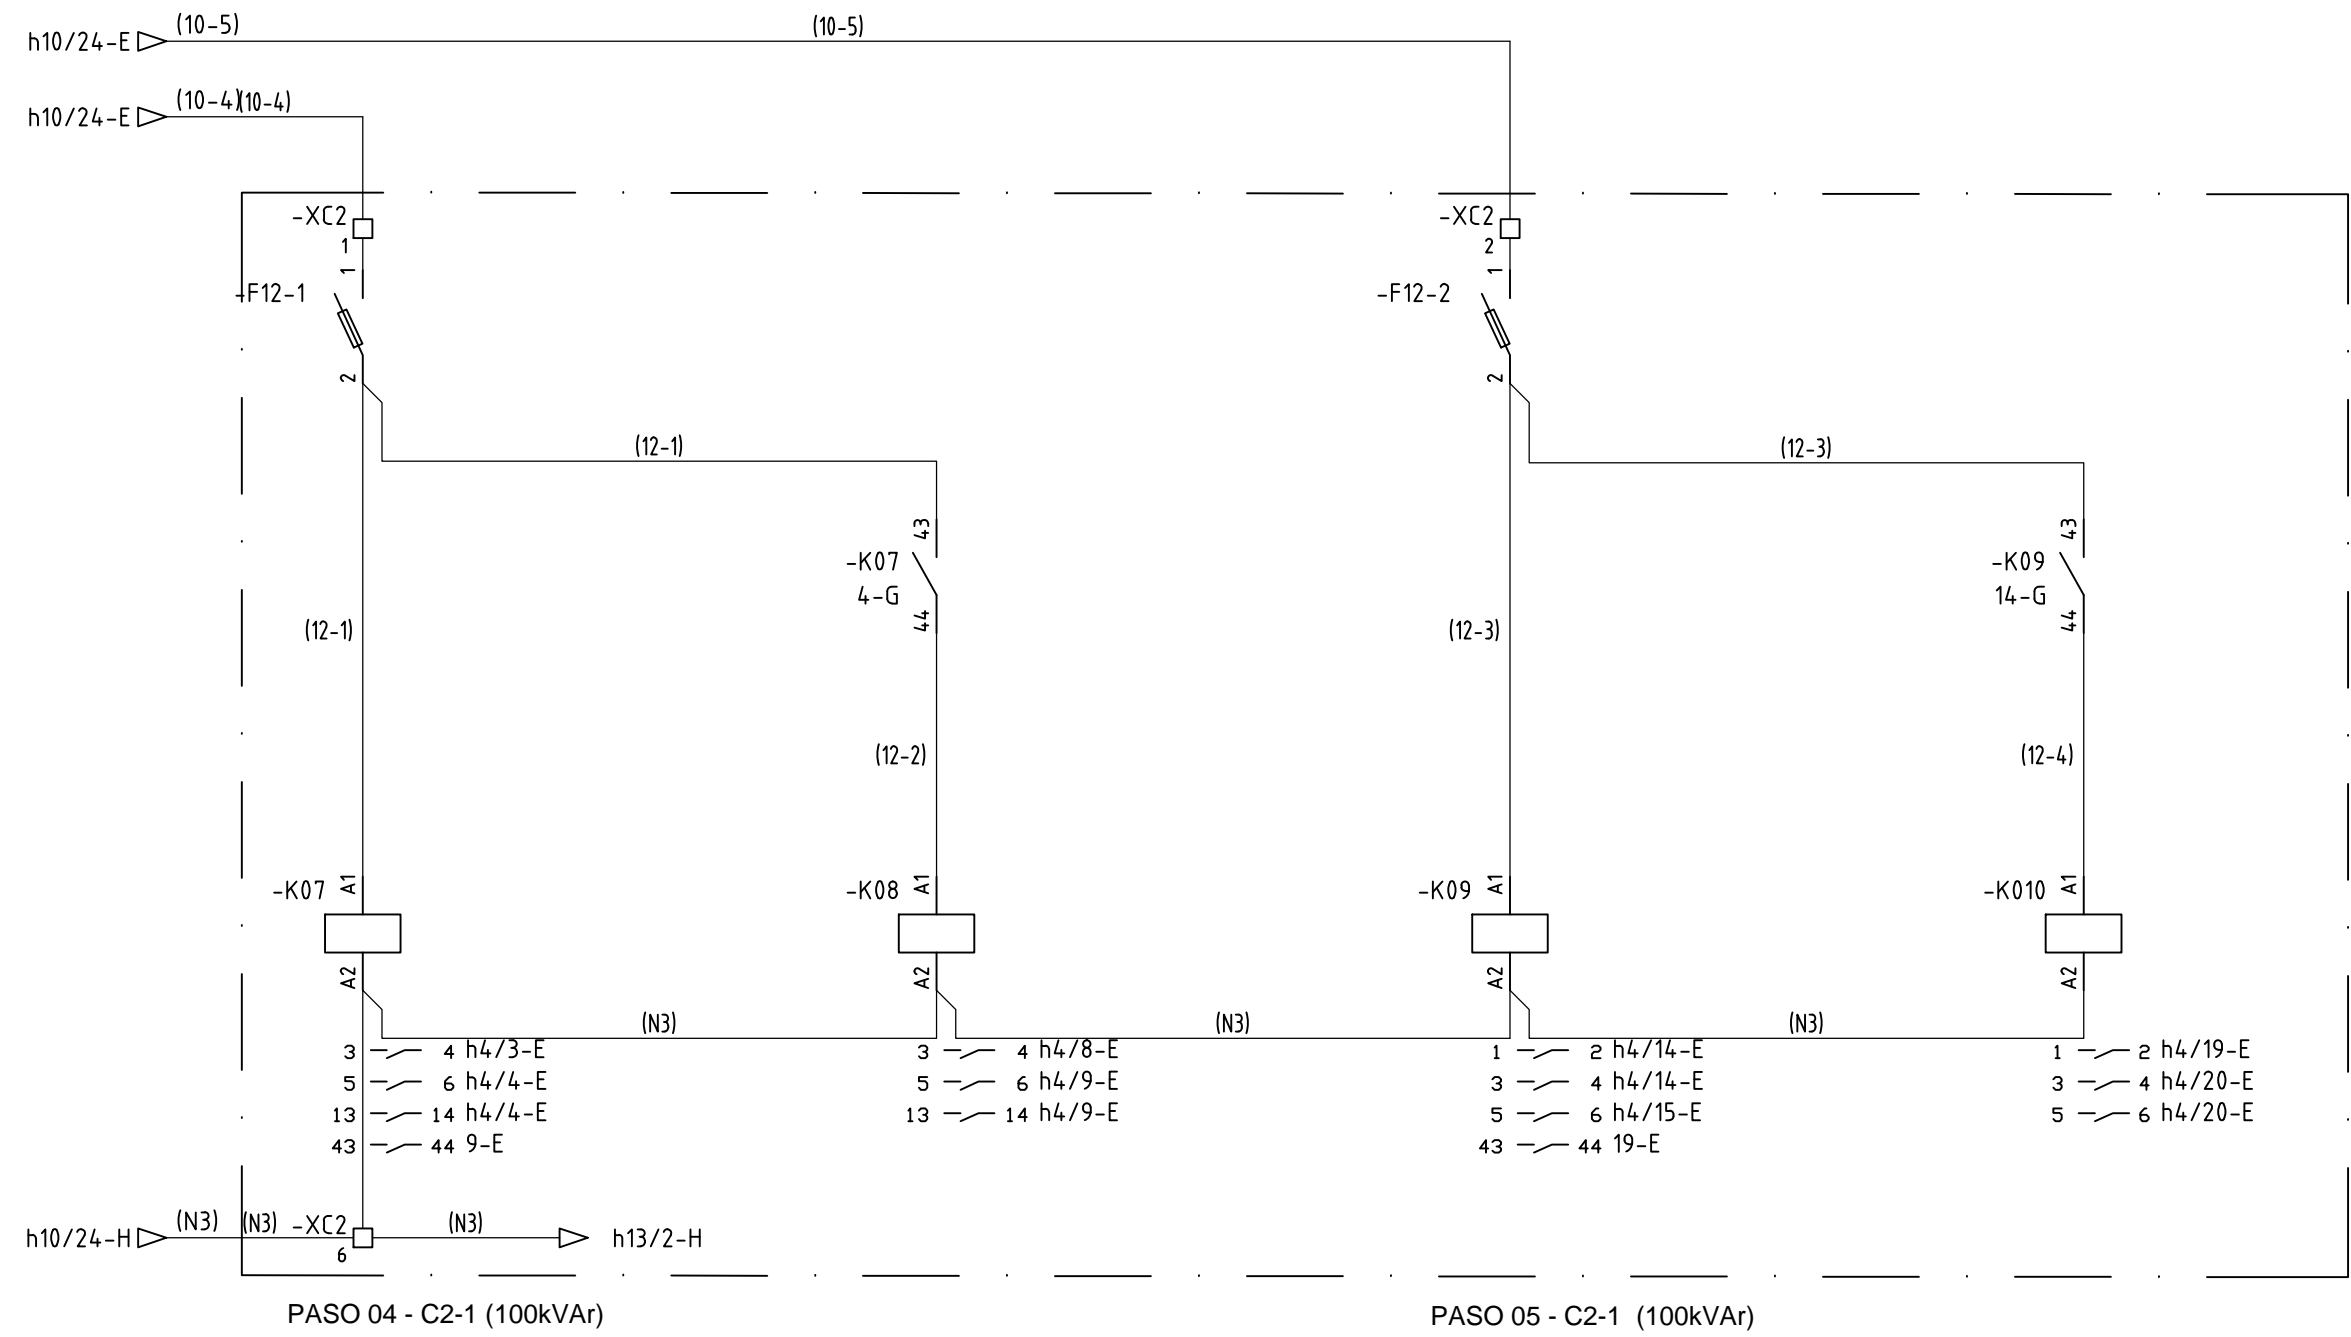 (10-5) (10-5)
h10/24-E
(10-4)(10-4)
h10/24-E
-XC2 -XC2
1 2
1 1
-F12-1 -F12-2
2 2
(12-1) (12-3)
43 43
-K07 -K09
4-G 14-G
44 44
(12-1) (12-3)
(12-2) (12-4)
-K07 A1 -K08 A1 -K09 A1 -K010 A1
A2 A2 A2 A2
(N3) (N3) (N3)
3 4 h4/3-E 3 4 h4/8-E 1 2 h4/14-E 1 2 h4/19-E
5 6 h4/4-E 5 6 h4/9-E 3 4 h4/14-E 3 4 h4/20-E
13 14 h4/4-E 13 14 h4/9-E 5 6 h4/15-E 5 6 h4/20-E
43 44 9-E 43 44 19-E
(N3) (N3) -XC2 (N3)
h10/24-H h13/2-H
6
PASO 04 - C2-1 (100kVAr) PASO 05 - C2-1 (100kVAr)